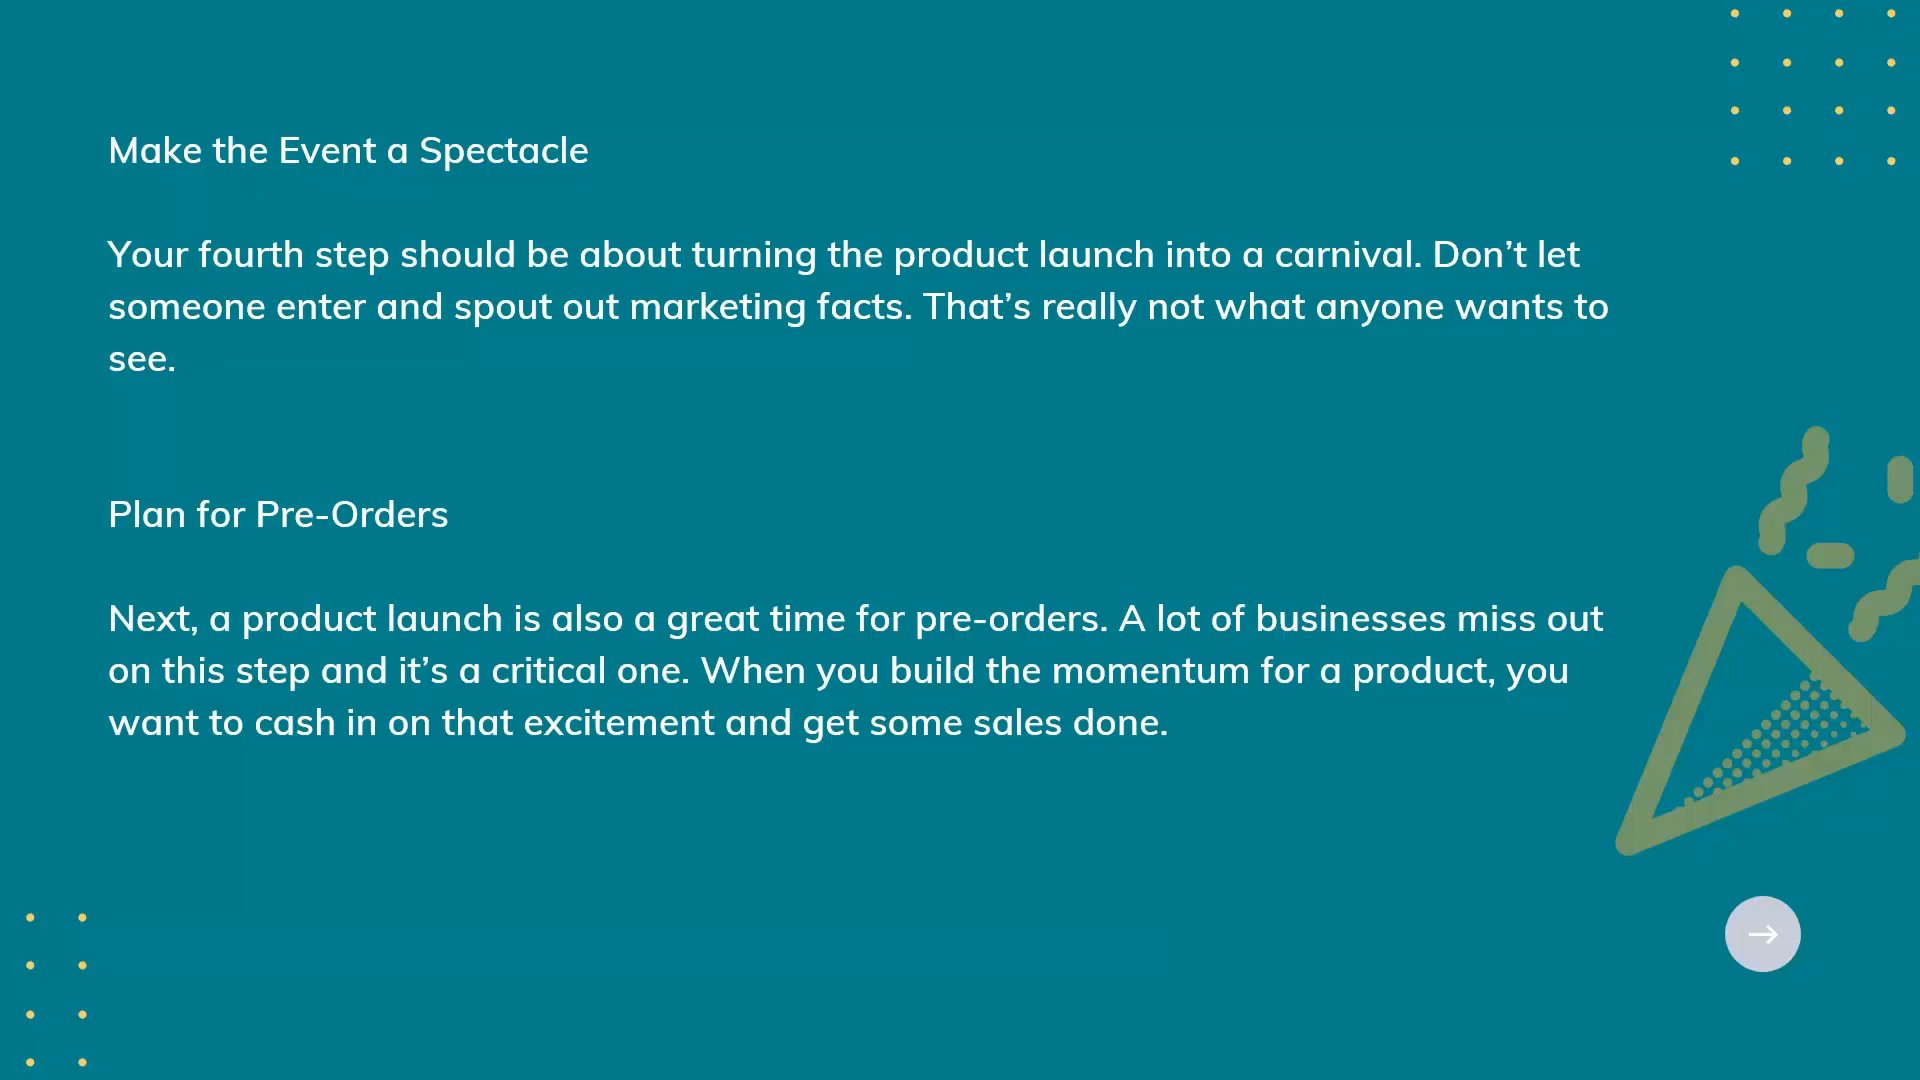 Make the Event a Spectacle
Your fourth step should be about turning the product launch into a carnival. Don’t let
someone enter and spout out marketing facts. That’s really not what anyone wants to
see.
Plan for Pre-Orders
Next, a product launch is also a great time for pre-orders. A lot of businesses miss out
on this step and it’s a critical one. When you build the momentum for a product, you
want to cash in on that excitement and get some sales done.